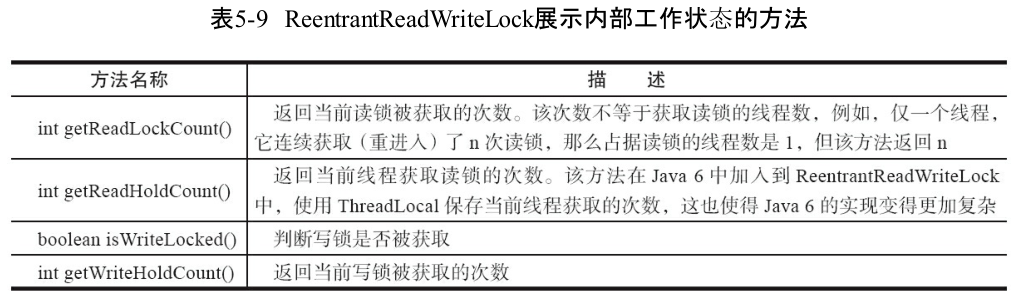 表5-9 ReentrantReadWriteLock展示内部工作状态的方法
方法名称 描 述
int getReadLockCount() 返回当前读锁被获取的次数。该次数不等于获取读锁的线程数，例如，仅一个线程，
它连续获取（重进入）了 n 次读锁，那么占据读锁的线程数是 1，但该方法返回 n
int getReadHoldCount() 返回当前线程获取读锁的次数。该方法在 Java 6 中加入到 ReentrantReadWriteLock
中，使用 ThreadLocal 保存当前线程获取的次数，这也使得 Java 6 的实现变得更加复杂
boolean isWriteLocked() 判断写锁是否被获取
int getWriteHoldCount() 返回当前写锁被获取的次数